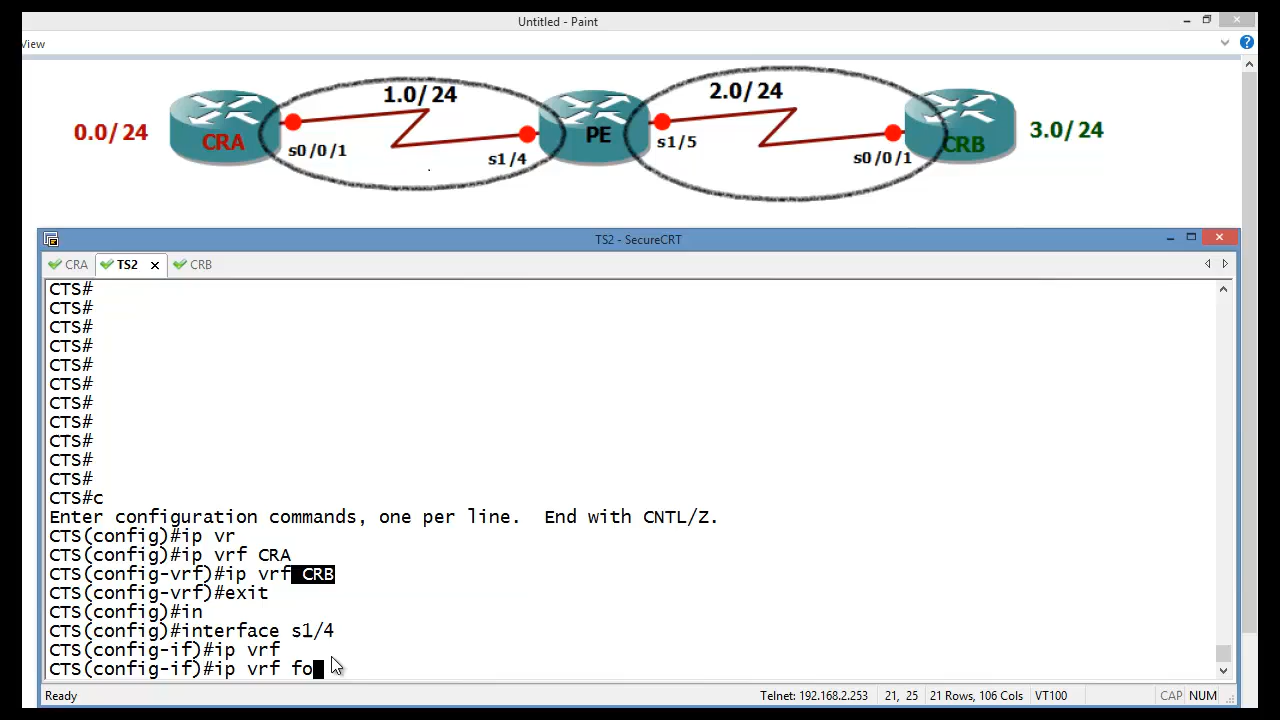 Untitled - Paint
View
1.0/24
2.0/24
0.0/24
CRA
PE
CRB
3.0/24
s0/0/1
s1/4
s1/5
s0/0/1
TS2 - SecureCRT
CRA
TS2
CRB
CTS#
CTS#
CTS#
CTS#
CTS#
CTS#
CTS#
CTS#
CTS#
CTS#
CTS#
CTS#c
Enter configuration commands, one per line.  End with CNTL/Z.
CTS(config)#ip vr
CTS(config)#ip vrf CRA
CTS(config-vrf)#ip vrf CRB
CTS(config-vrf)#exit
CTS(config)#in
CTS(config)#interface s1/4
CTS(config-if)#ip vrf
CTS(config-if)#ip vrf fo
Ready
Telnet: 192.168.2.253
21, 25
21 Rows, 106 Cols
VT100
CAP
NUM